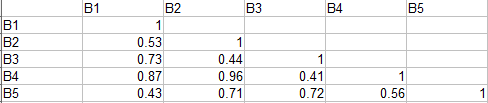 B1 B2 B3 B4 B5
B1 1
B2 0.53 1
B3 0.73 0.44 1
B4 0.87 0.96 0.41 1
B5 0.43 0.71 0.72 0.56 1